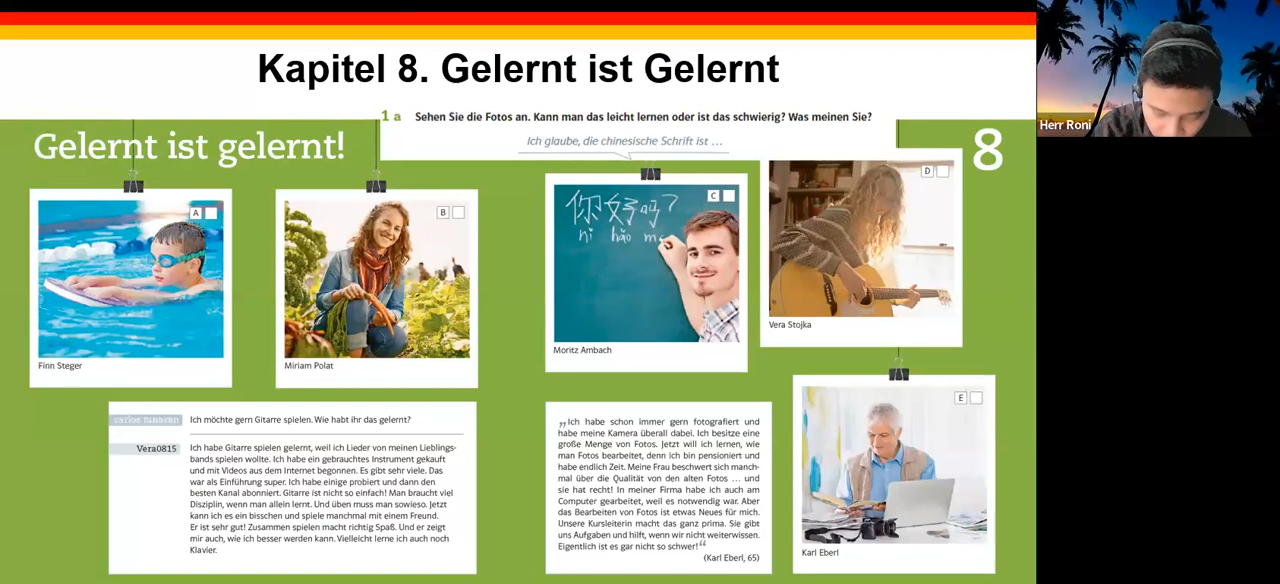 Kapitel 8. Gelernt ist Gelernt
Herr Roni
1 a Sehen Sie die Fotos an. Kann man das leicht lernen oder ist das schwierig? Was meinen Sie?
Gelernt ist gelernt!
Ich glaube, die chinesische Schrift ist ...
8
A
Finn Steger
B
Miriam Polat
C
你好吗?
nǐ hǎo m
Moritz Ambach
D
Vera Stojka
E
Karl Eberl
Ich möchte gern Gitarre spielen. Wie habt ihr das gelernt?
Vera0815
Ich habe Gitarre spielen gelernt, weil ich Lieder von meinen Lieblings-
bands spielen wollte. Ich habe ein gebrauchtes Instrument gekauft
und mit Videos aus dem Internet begonnen. Es gibt sehr viele. Das
war als Einführung super. Ich habe einige probiert und dann den
besten Kanal abonniert. Gitarre ist nicht so einfach! Man braucht viel
Disziplin, wenn man allein lernt. Und üben muss man sowieso. Jetzt
kann ich es ein bisschen und spiele manchmal mit einem Freund.
Er ist sehr gut! Zusammen spielen macht richtig Spaß. Und er zeigt
mir auch, wie ich besser werden kann. Vielleicht lerne ich auch noch
Klavier.
„Ich habe schon immer gern fotografiert und
habe meine Kamera überall dabei. Ich besitze eine
große Menge von Fotos. Jetzt will ich lernen, wie
man Fotos bearbeitet, denn ich bin pensioniert und
habe endlich Zeit. Meine Frau beschwert sich manch-
mal über die Qualität von den alten Fotos ... und
sie hat recht! In meiner Firma habe ich auch am
Computer gearbeitet, weil es notwendig war. Aber
das Bearbeiten von Fotos ist etwas Neues für mich.
Unsere Kursleiterin macht das ganz prima. Sie gibt
uns Aufgaben und hilft, wenn wir nicht weiterwissen.
Eigentlich ist es gar nicht so schwer!“
(Karl Eberl, 65)